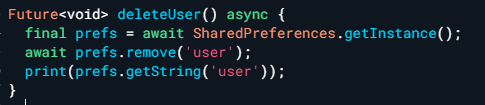 Future<void> deleteUser() async {
  final prefs = await SharedPreferences.getInstance();
  await prefs.remove('user');
  print(prefs.getString('user'));
}